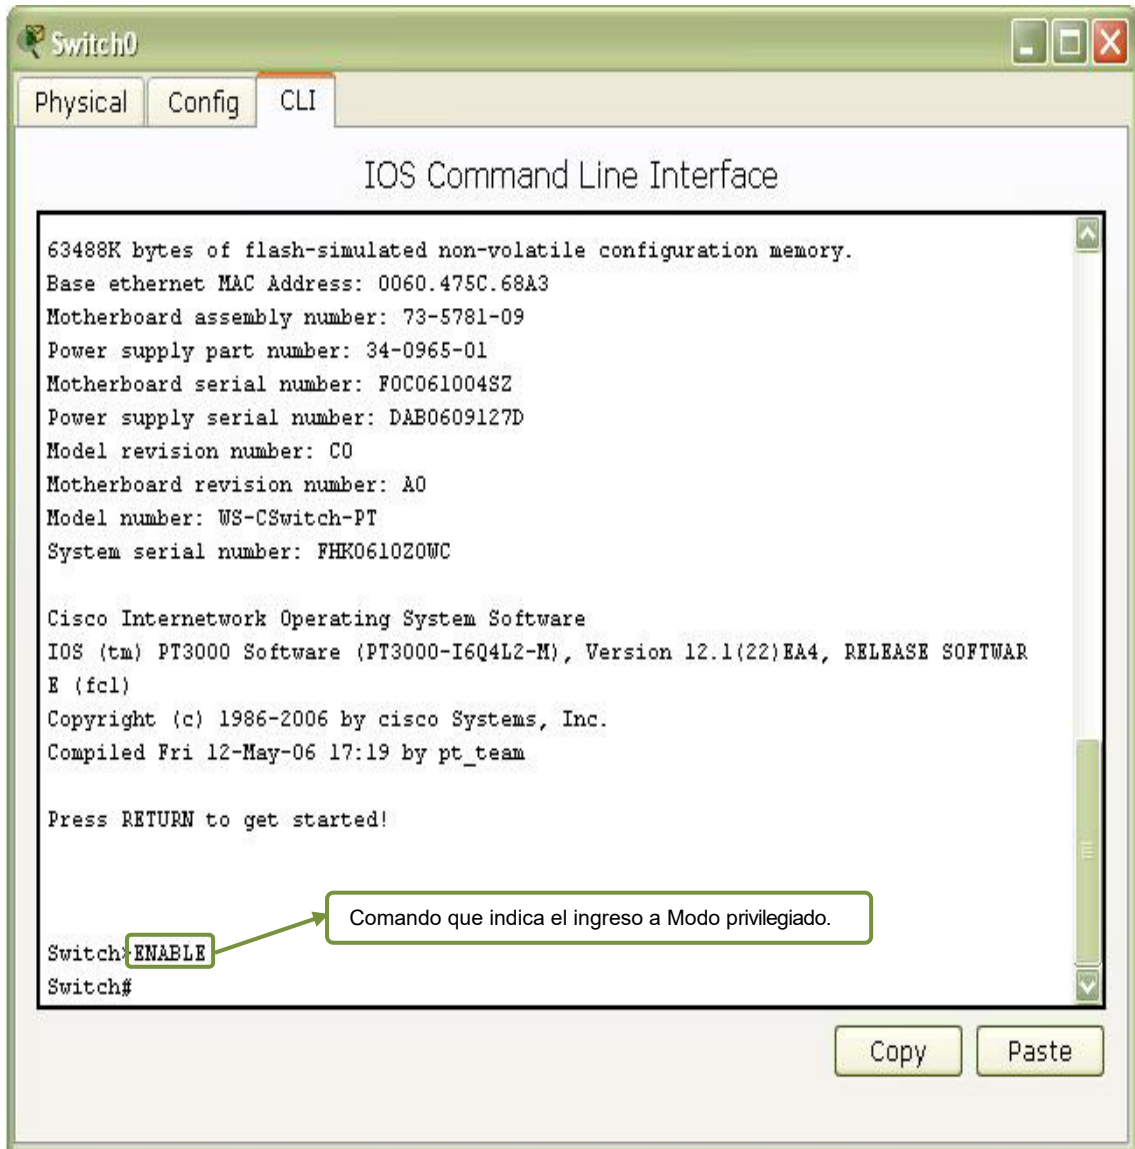 Switch0
Physical Config CLI
IOS Command Line Interface
63488K bytes of flash-simulated non-volatile configuration memory.
Base ethernet MAC Address: 0060.475C.68A3
Motherboard assembly number: 73-5781-09
Power supply part number: 34-0965-01
Motherboard serial number: FOC061004SZ
Power supply serial number: DAB0609127D
Model revision number: C0
Motherboard revision number: A0
Model number: WS-CSwitch-PT
System serial number: FHK0610Z0WC
Cisco Internetwork Operating System Software
IOS (tm) PT3000 Software (PT3000-I6Q4L2-M), Version 12.1(22)EA4, RELEASE SOFTWAR
E (fc1)
Copyright (c) 1986-2006 by cisco Systems, Inc.
Compiled Fri 12-May-06 17:19 by pt_team
Press RETURN to get started!
Comando que indica el ingreso a Modo privilegiado.
Switch>ENABLE
Switch#
Copy Paste